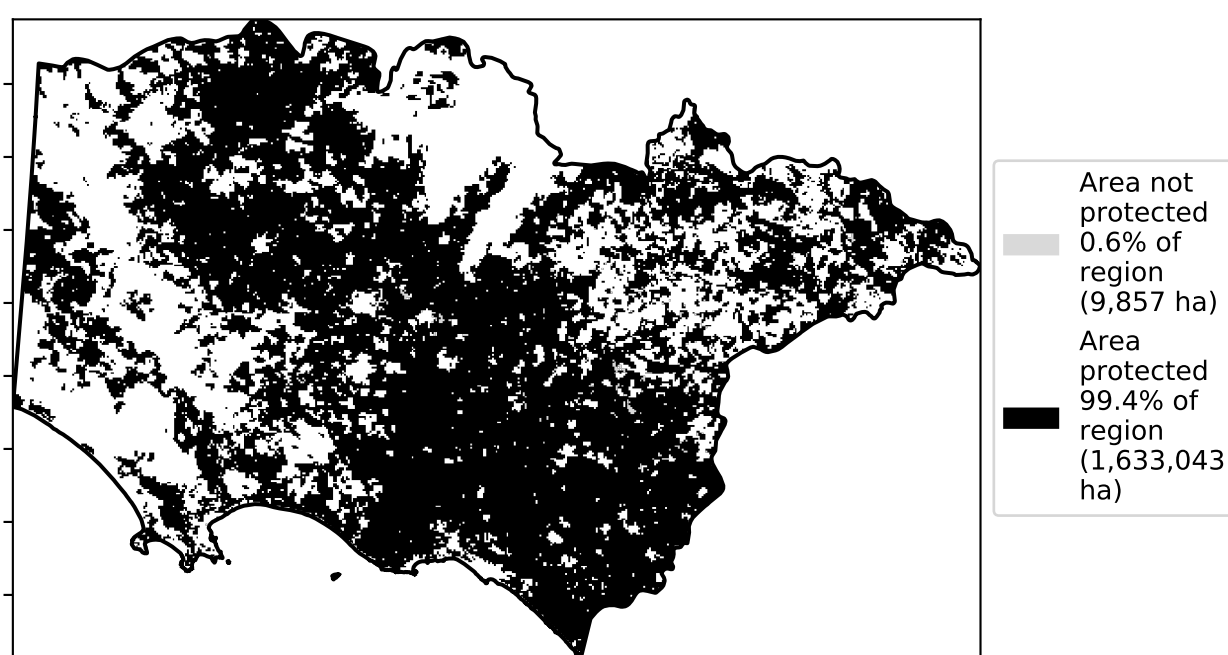 Area not
protected
0.6% of
region
(9,857 ha)
Area
protected
99.4% of
region
(1,633,043
ha)